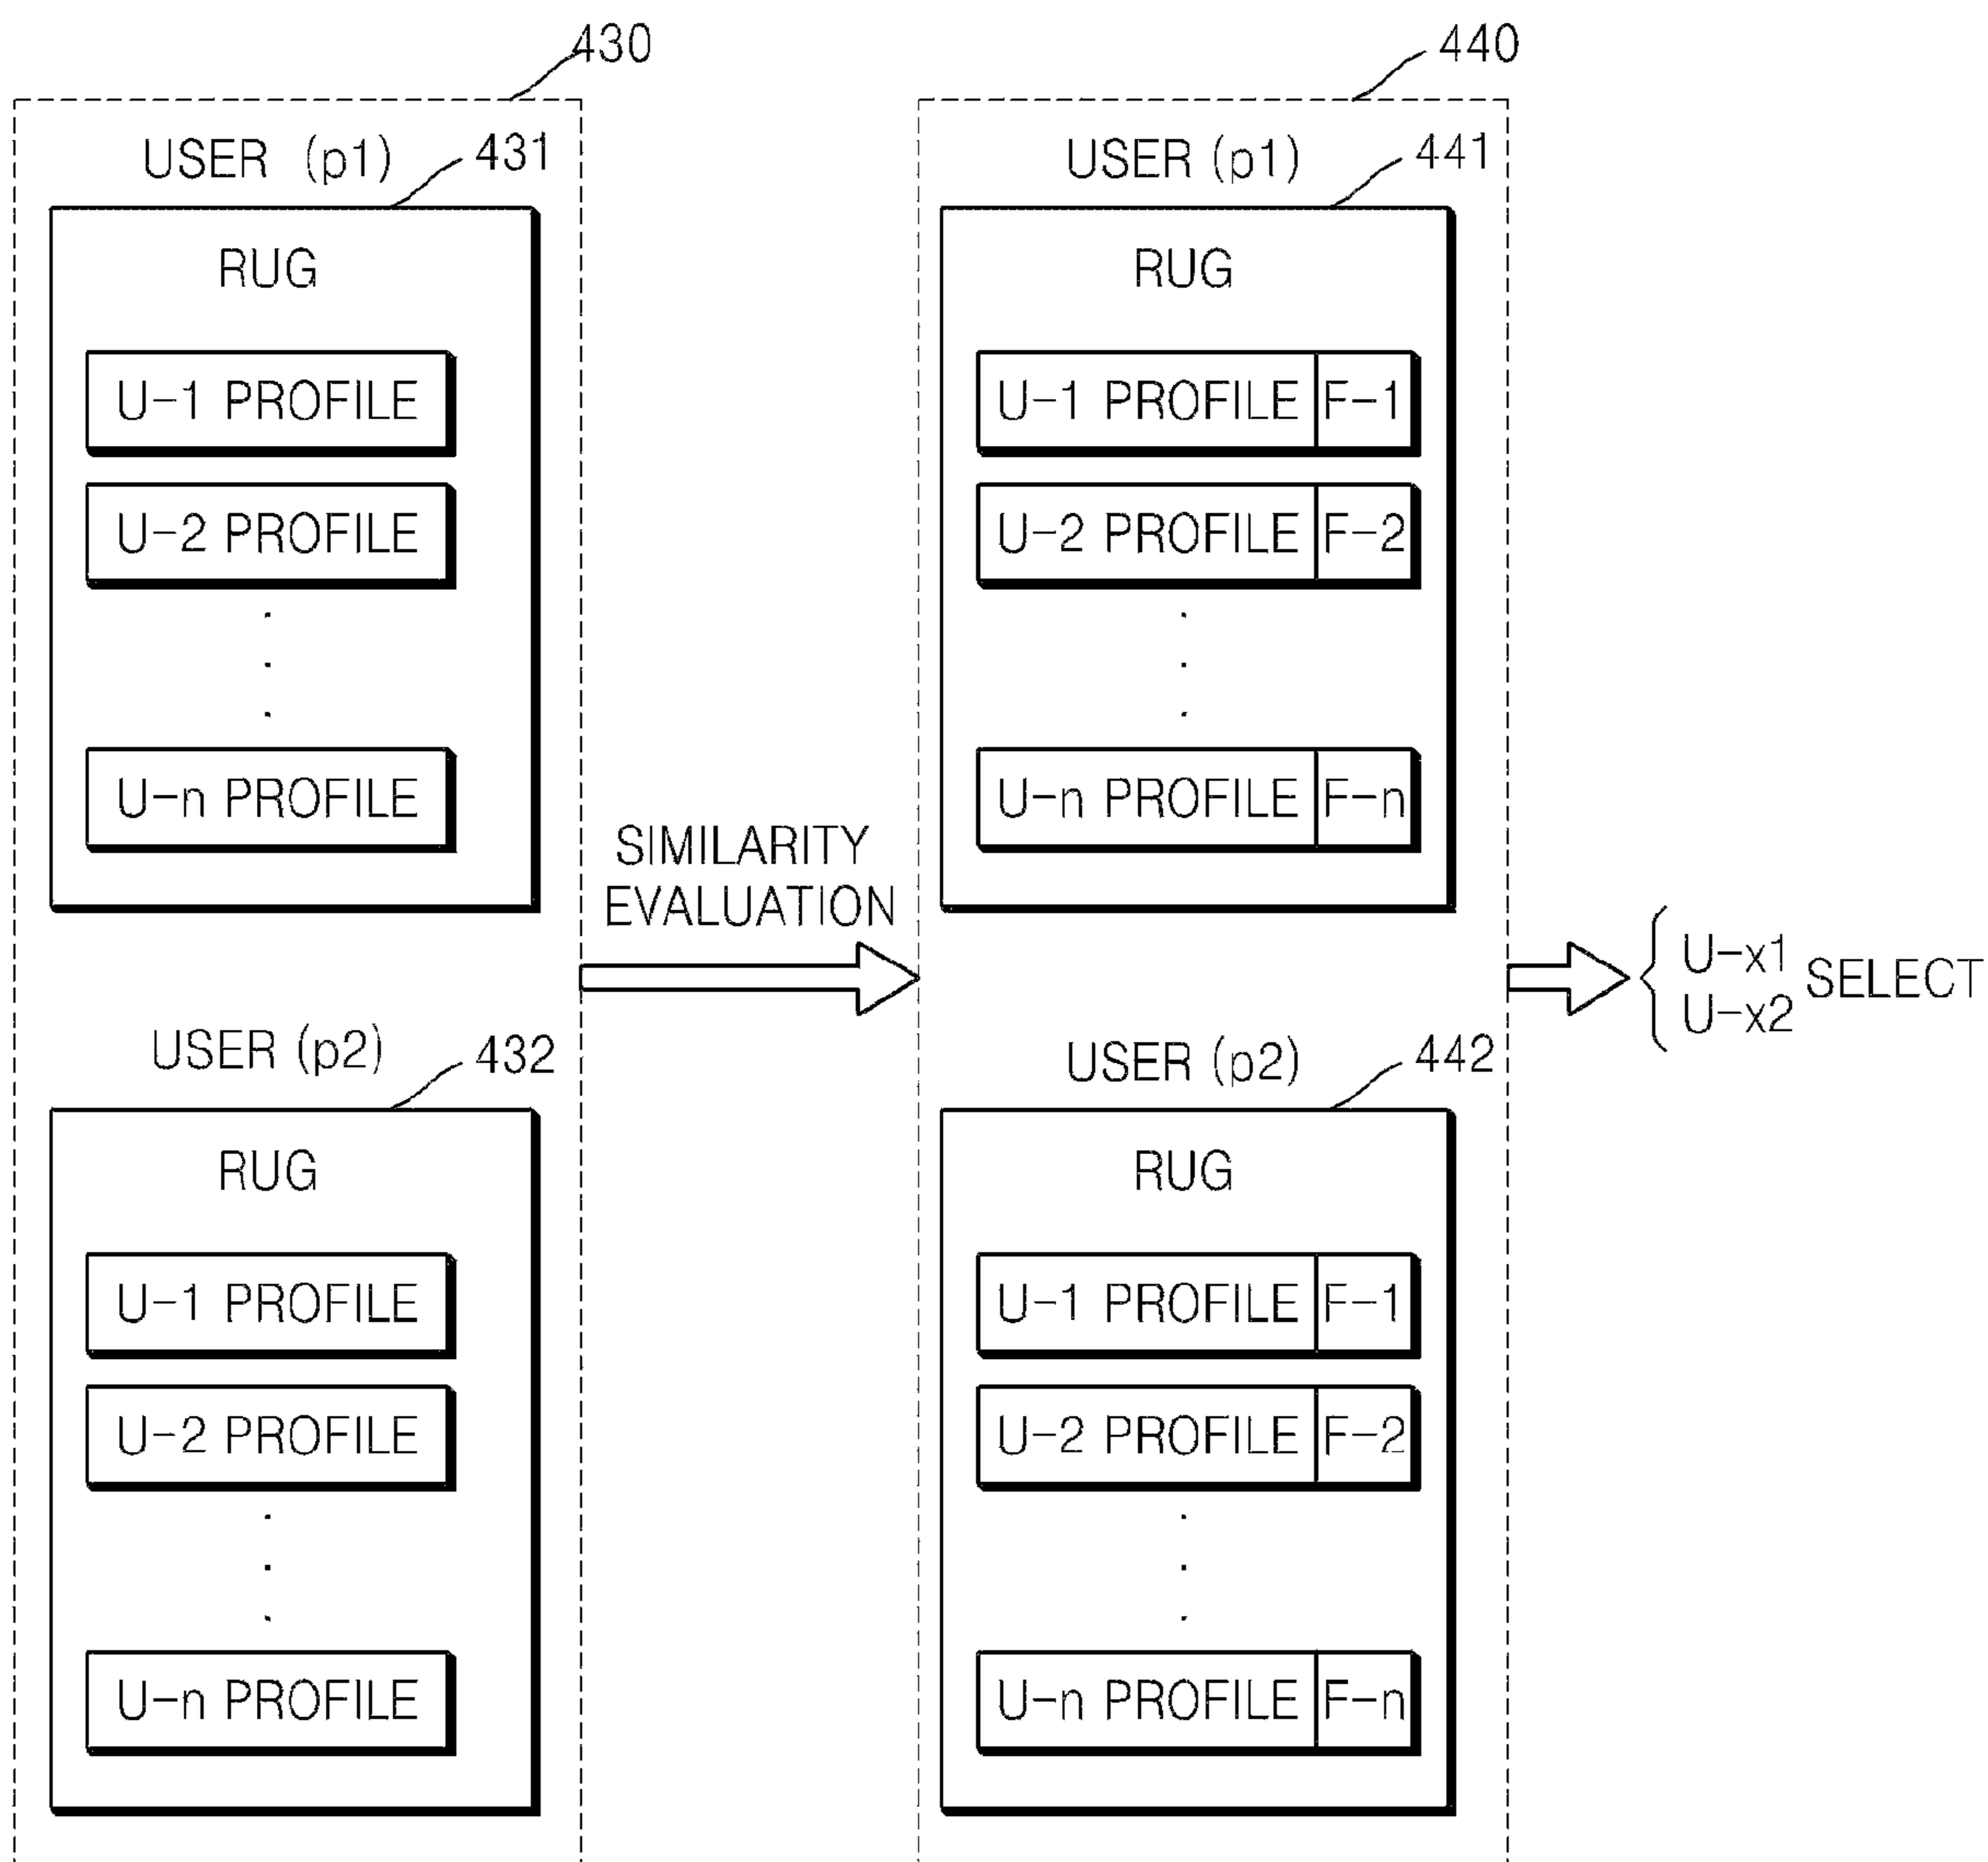 430
USER (p1)
431
RUG
U-1 PROFILE
U-2 PROFILE
U-n PROFILE
USER (p2)
432
RUG
U-1 PROFILE
U-2 PROFILE
U-n PROFILE
SIMILARITY
EVALUATION
440
USER (p1)
441
RUG
U-1 PROFILE F-1
U-2 PROFILE F-2
U-n PROFILE F-n
USER (p2)
442
RUG
U-1 PROFILE F-1
U-2 PROFILE F-2
U-n PROFILE F-n
U-x1
U-x2
SELECT